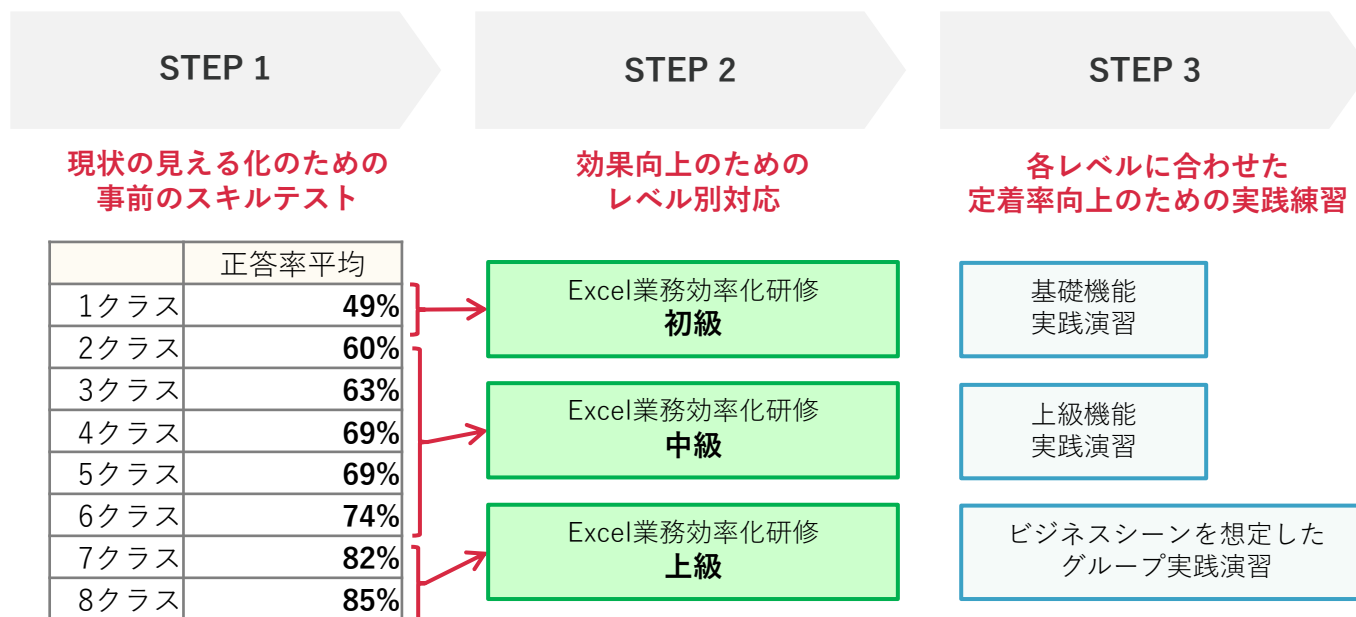 STEP 1
STEP 2
STEP 3
現状の見える化のための
事前のスキルテスト
効果向上のための
レベル別対応
各レベルに合わせた
定着率向上のための実践練習
正答率平均
1クラス 49%
2クラス 60%
3クラス 63%
4クラス 69%
5クラス 69%
6クラス 74%
7クラス 82%
8クラス 85%
Excel業務効率化研修
初級
Excel業務効率化研修
中級
Excel業務効率化研修
上級
基礎機能
実践演習
上級機能
実践演習
ビジネスシーンを想定した
グループ実践演習